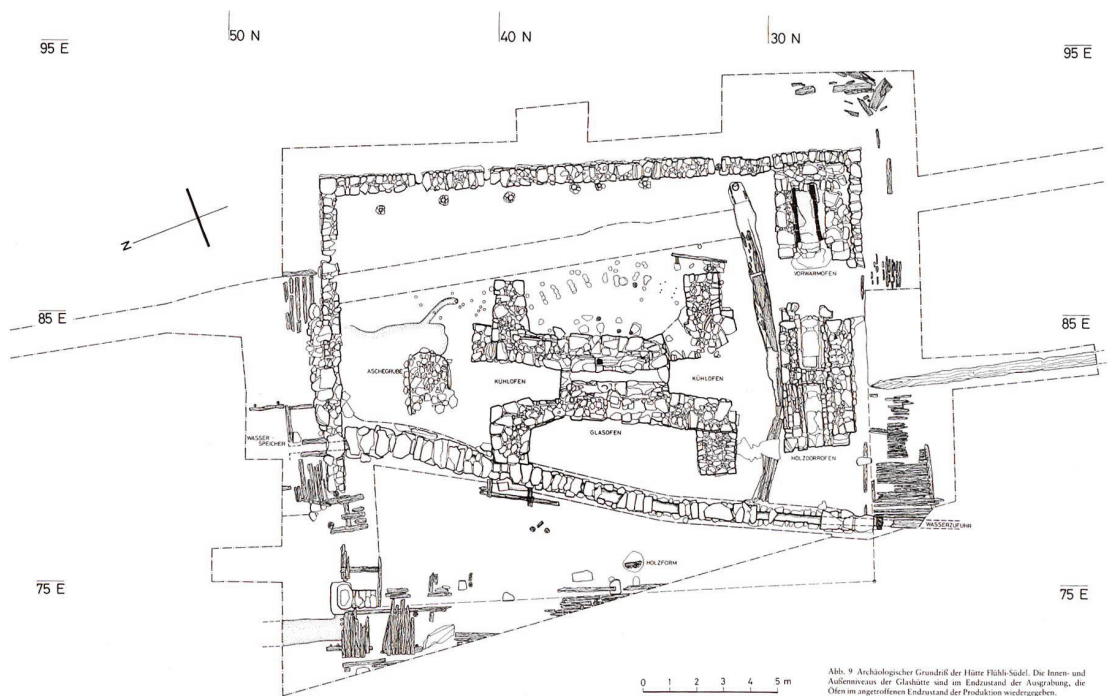 50 N
40 N
30 N
95 E
95 E
N
VORWÄRMOFEN
85 E
85 E
ASCHEGRUBE
KÜHLOFEN
KÜHLOFEN
GLASOFEN
WASSER-
SPEICHER
HOLZDÖRROFEN
WASSERZUFUHR
HOLZFORM
75 E
75 E
0 1 2 3 4 5 m
Abb. 9 Archäologischer Grundriß der Hütte Flühli-Südel. Die Innen- und
Außenniveaus der Glashütte sind im Endzustand der Ausgrabung, die
Öfen im angetroffenen Endzustand der Produktion wiedergegeben.